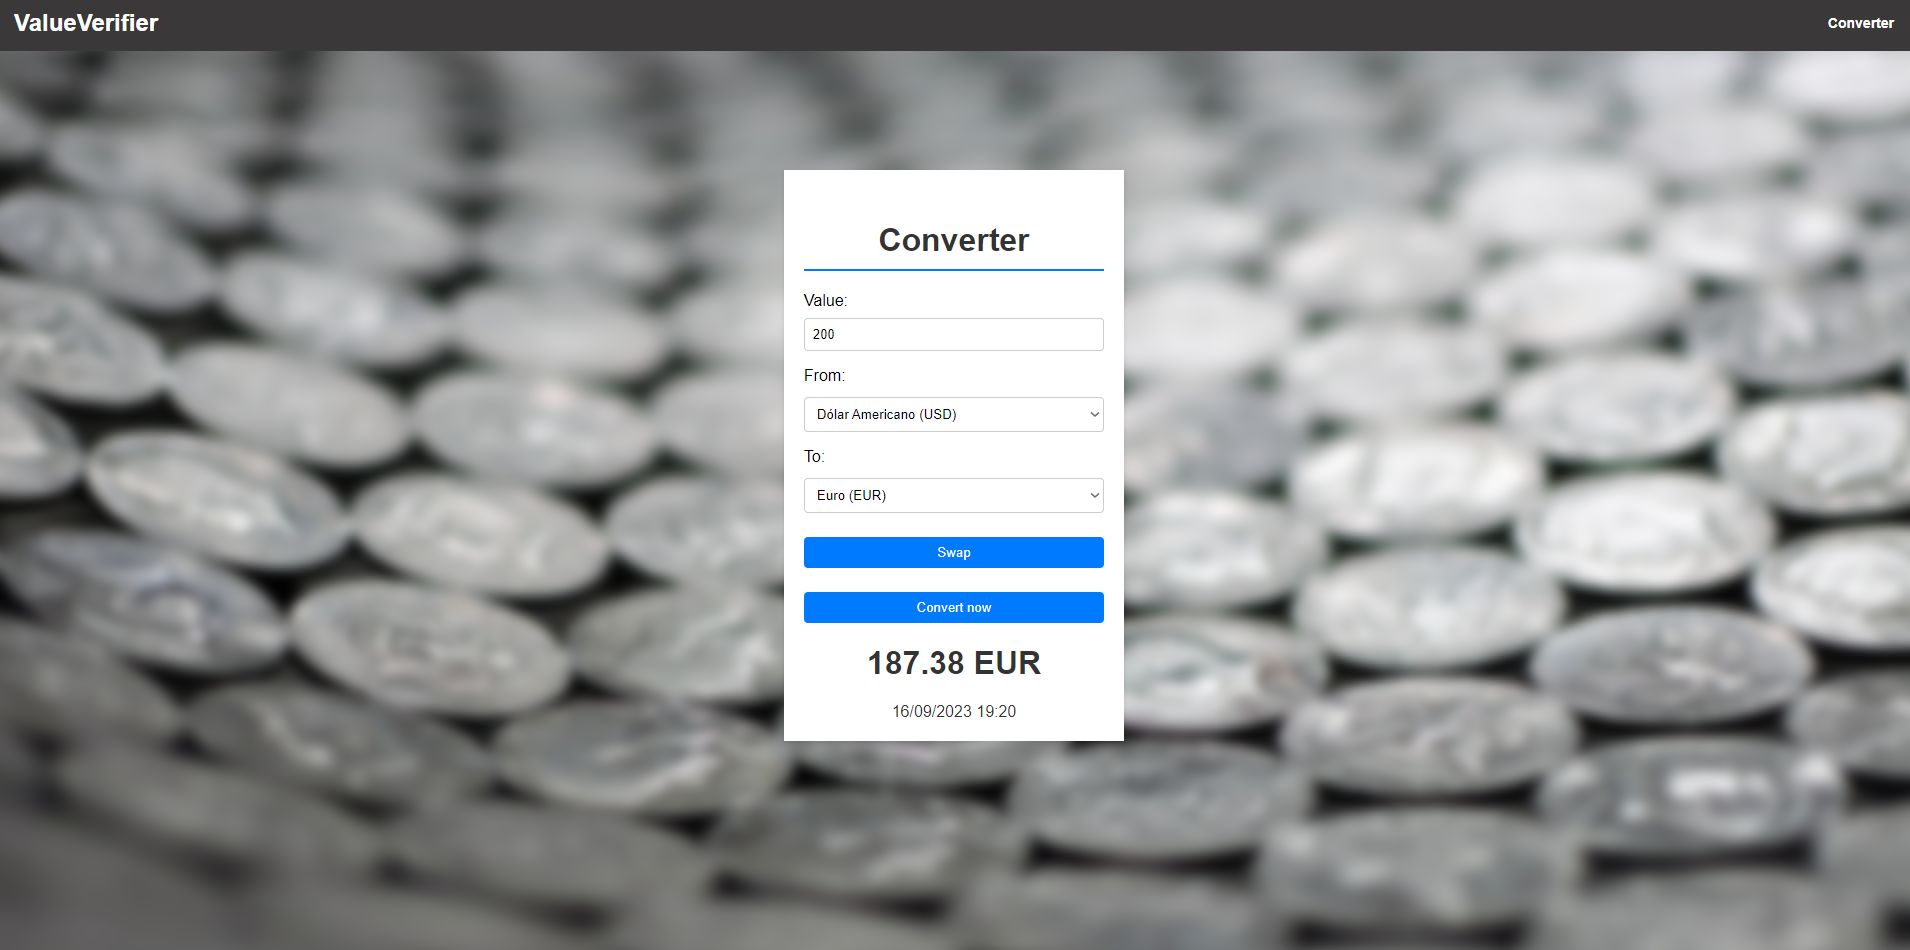 ValueVerifier
Converter
Converter
Value:
200
From:
Dólar Americano (USD)
To:
Euro (EUR)
Swap
Convert now
187.38 EUR
16/09/2023 19:20